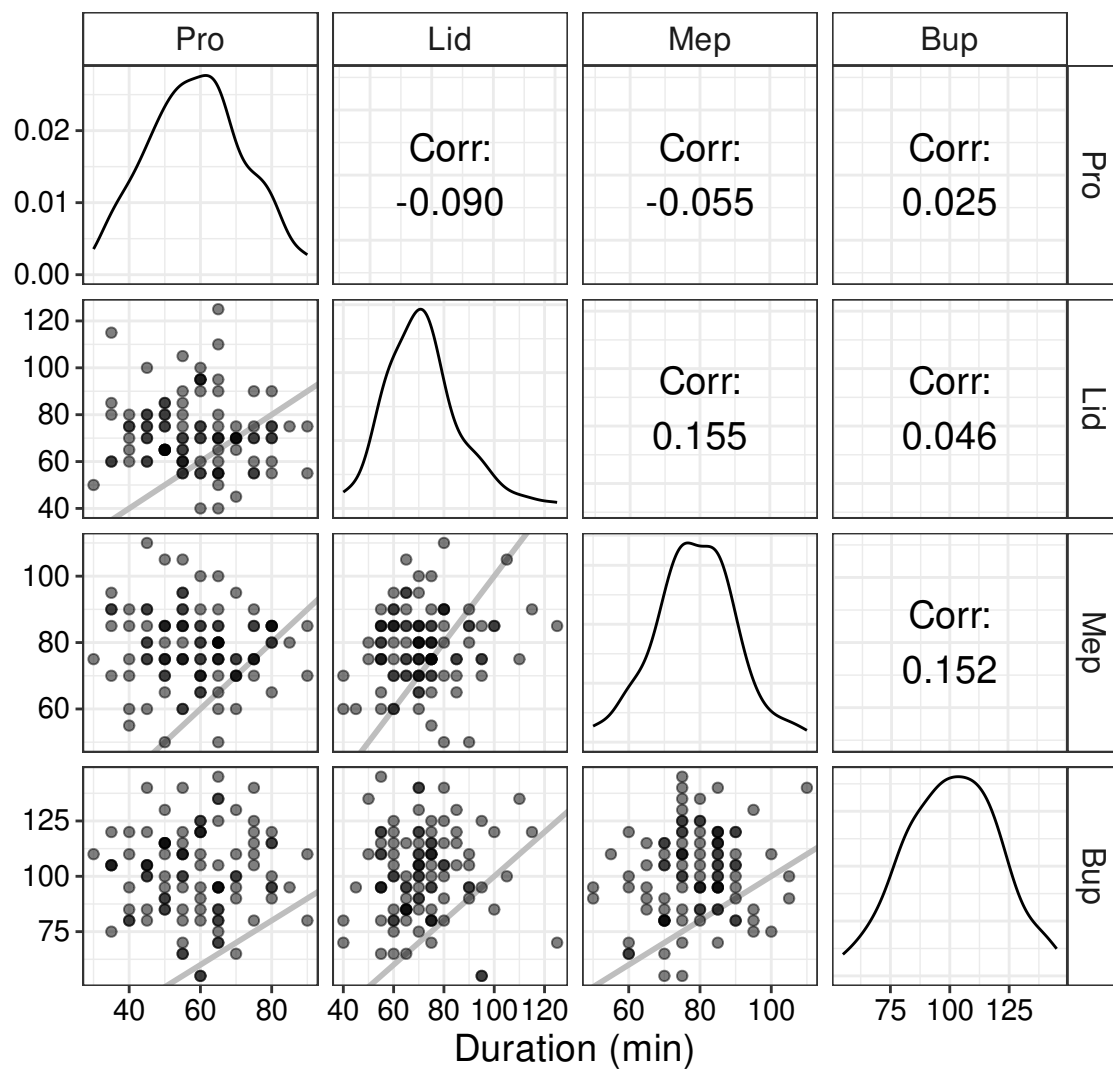 Pro Lid Mep Bup
0.02
0.01
0.00
Corr:
-0.090
Corr:
-0.055
Corr:
0.025
Pro
120
100
80
60
40
Corr:
0.155
Corr:
0.046
Lid
100
80
60
Corr:
0.152
Mep
125
100
75
Bup
40 60 80 40 60 80 100 120 60 80 100 75 100 125
Duration (min)